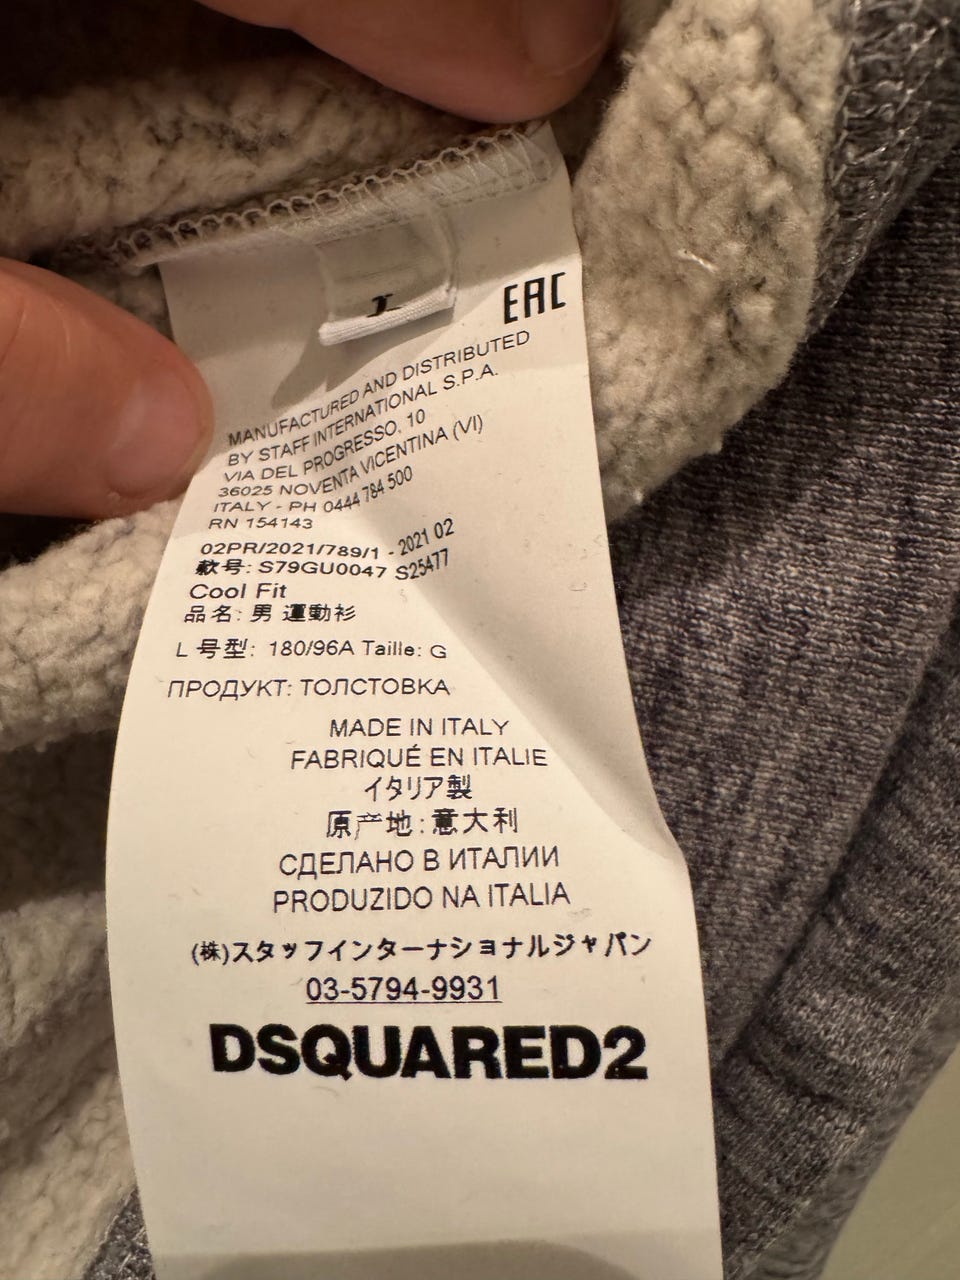 L
EAC
MANUFACTURED AND DISTRIBUTED
BY STAFF INTERNATIONAL S.P.A.
VIA DEL PROGRESSO, 10
36025 NOVENTA VICENTINA (VI)
ITALY - PH 0444 784 500
RN 154143
02PR/2021/789/1 - 2021 02
款号: S79GU0047 S25477
Cool Fit
品名: 男 運動衫
L 号型: 180/96A Taille: G
ПРОДУКТ: ТОЛСТОВКА
MADE IN ITALY
FABRIQUÉ EN ITALIE
イタリア製
原产地: 意大利
СДЕЛАНО В ИТАЛИИ
PRODUZIDO NA ITALIA
(株)スタッフインターナショナルジャパン
03-5794-9931
DSQUARED2